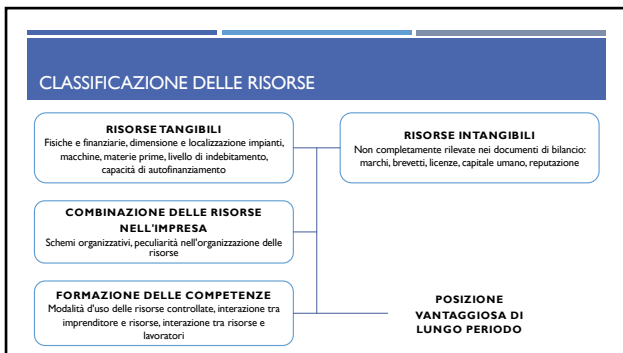 CLASSIFICAZIONE DELLE RISORSE
RISORSE TANGIBILI
Fisiche e finanziarie, dimensione e localizzazione impianti,
macchine, materie prime, livello di indebitamento,
capacità di autofinanziamento
RISORSE INTANGIBILI
Non completamente rilevate nei documenti di bilancio:
marchi, brevetti, licenze, capitale umano, reputazione
COMBINAZIONE DELLE RISORSE
NELL'IMPRESA
Schemi organizzativi, peculiarità nell'organizzazione delle
risorse
FORMAZIONE DELLE COMPETENZE
Modalità d'uso delle risorse controllate, interazione tra
imprenditore e risorse, interazione tra risorse e
lavoratori
POSIZIONE
VANTAGGIOSA DI
LUNGO PERIODO